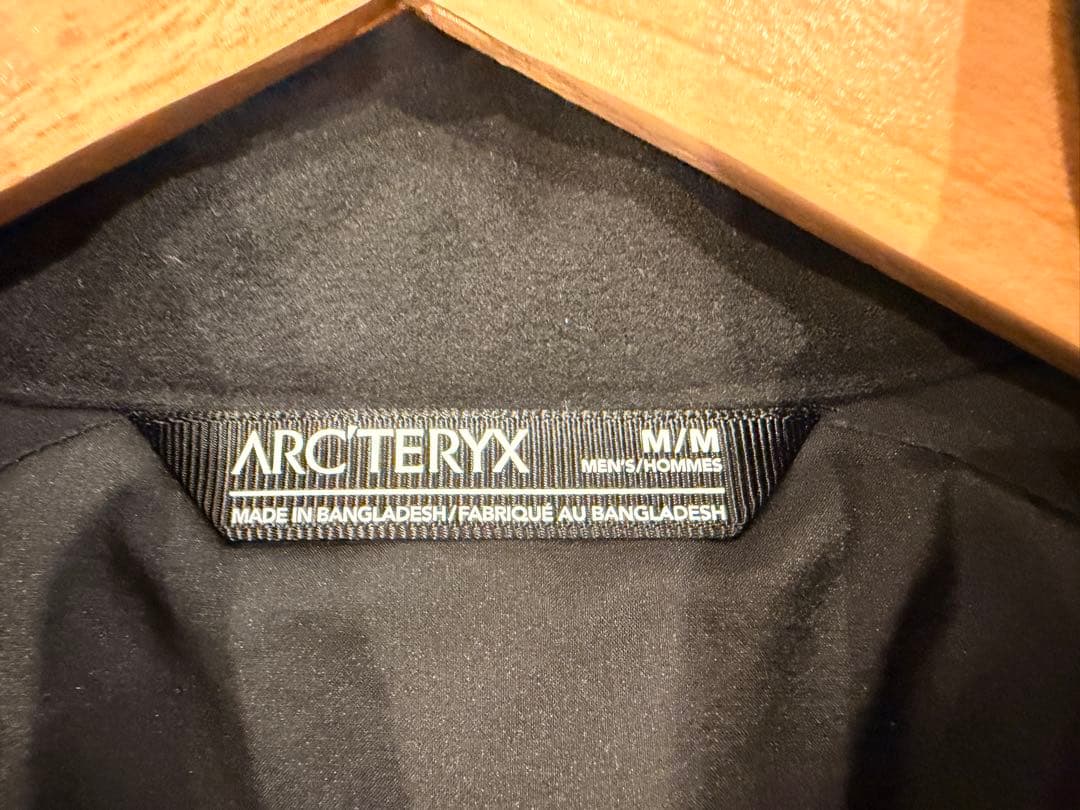 ARC'TERYX
M/M
MEN'S/HOMMES
MADE IN BANGLADESH/FABRIQUÉ AU BANGLADESH